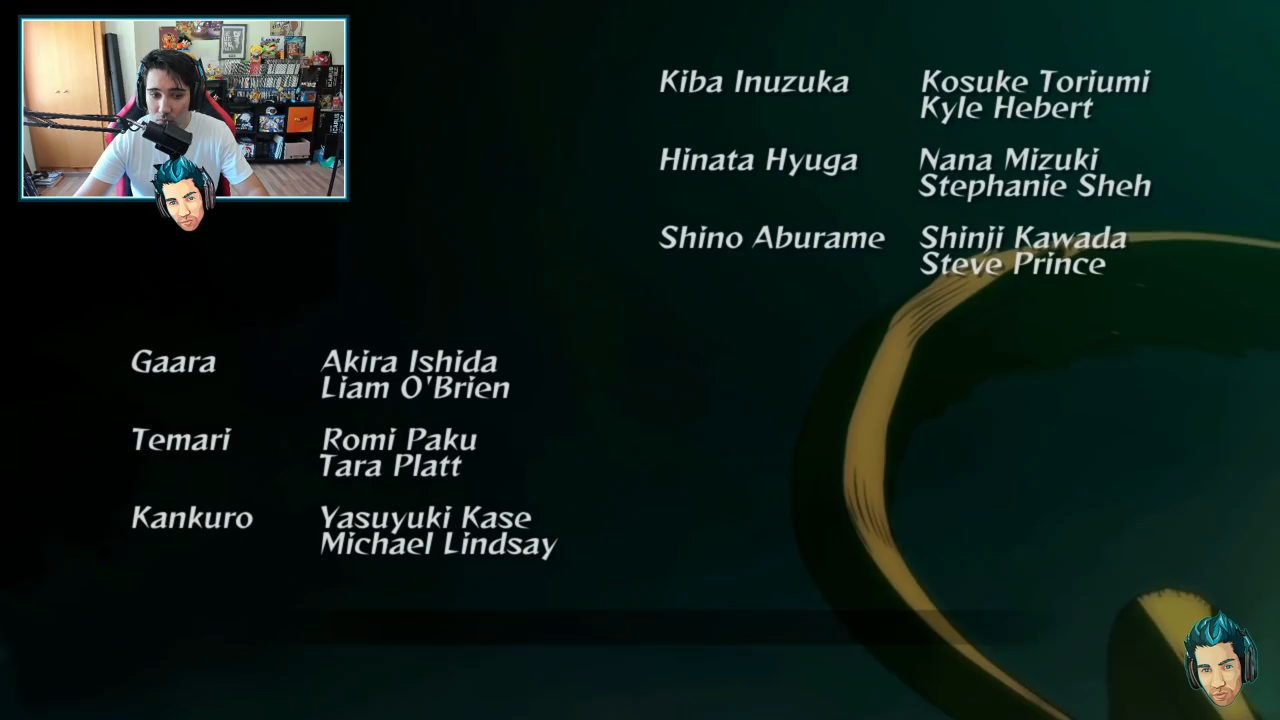 Kiba Inuzuka Kosuke Toriumi
Kyle Hebert
Hinata Hyuga Nana Mizuki
Stephanie Sheh
Shino Aburame Shinji Kawada
Steve Prince
Gaara Akira Ishida
Liam O'Brien
Temari Romi Paku
Tara Platt
Kankuro Yasuyuki Kase
Michael Lindsay